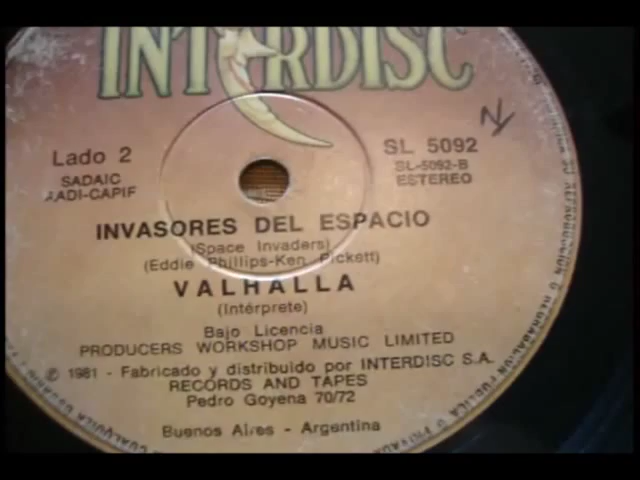 INTERDISC
Lado 2
SADAIC
AADI-CAPIF
SL 5092
SL-5092-B
ESTEREO
INVASORES DEL ESPACIO
(Space Invaders)
(Eddie Phillips-Ken Pickett)
VALHALLA
(Intérprete)
Bajo Licencia
PRODUCERS WORKSHOP MUSIC LIMITED
© 1981 - Fabricado y distribuido por INTERDISC S.A.
RECORDS AND TAPES
Pedro Goyena 70/72
Buenos Aires - Argentina